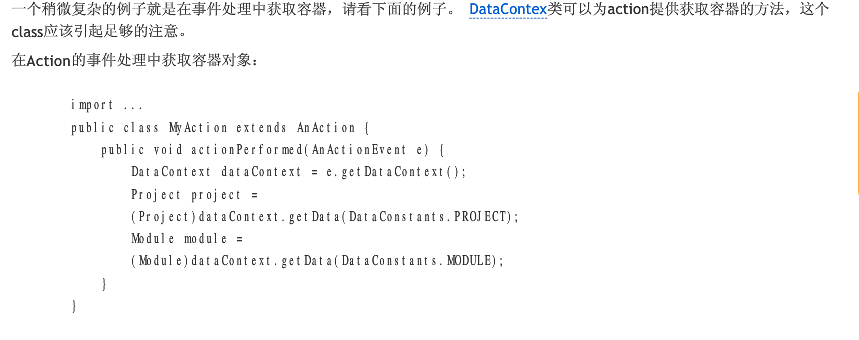 一个稍微复杂的例子就是在事件处理中获取容器，请看下面的例子。 DataContex类可以为action提供获取容器的方法，这个
class应该引起足够的注意。
在Action的事件处理中获取容器对象：
import ...
public class MyAction extends AnAction {
public void actionPerformed(AnActionEvent e) {
DataContext dataContext = e.getDataContext();
Project project =
(Project)dataContext.getData(DataConstants.PROJECT);
Module module =
(Module)dataContext.getData(DataConstants.MODULE);
}
}